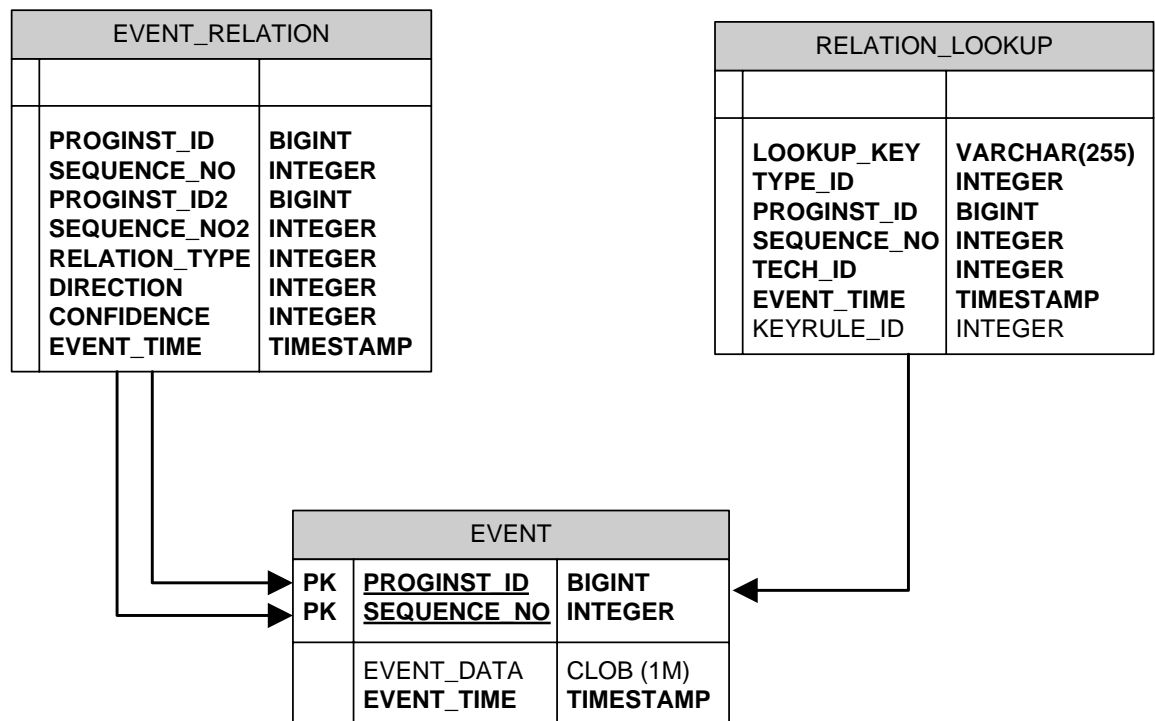 EVENT_RELATION
PROGINST_ID BIGINT
SEQUENCE_NO INTEGER
PROGINST_ID2 BIGINT
SEQUENCE_NO2 INTEGER
RELATION_TYPE INTEGER
DIRECTION INTEGER
CONFIDENCE INTEGER
EVENT_TIME TIMESTAMP
RELATION_LOOKUP
LOOKUP_KEY VARCHAR(255)
TYPE_ID INTEGER
PROGINST_ID BIGINT
SEQUENCE_NO INTEGER
TECH_ID INTEGER
EVENT_TIME TIMESTAMP
KEYRULE_ID INTEGER
EVENT
PK PROGINST_ID BIGINT
PK SEQUENCE_NO INTEGER
EVENT_DATA CLOB (1M)
EVENT_TIME TIMESTAMP